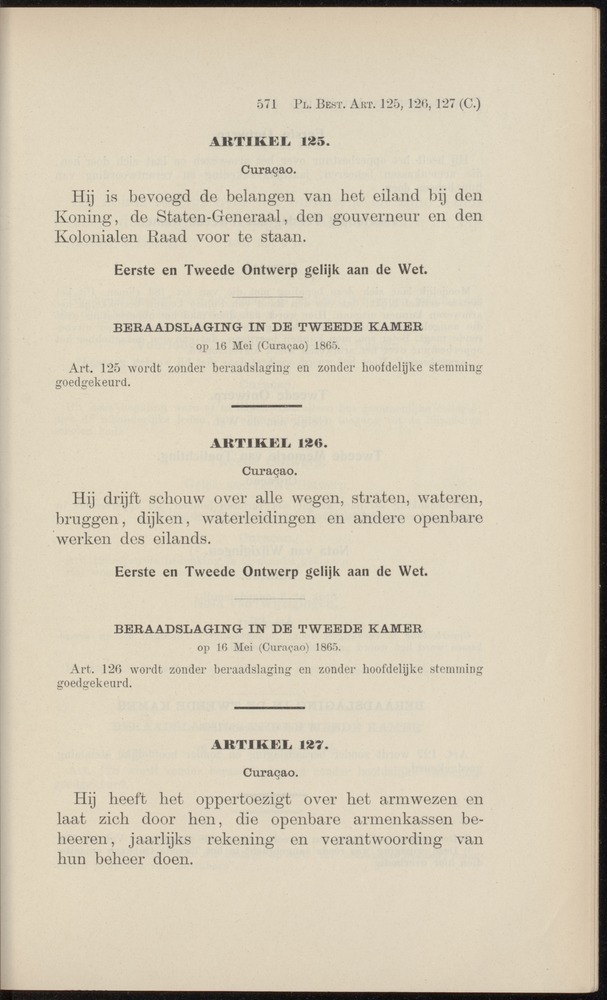 571 PL. BEST. ART. 125, 126, 127 (C.)
ARTIKEL 125.
Curaçao.
Hij is bevoegd de belangen van het eiland bij den
Koning, de Staten-Generaal, den gouverneur en den
Kolonialen Raad voor te staan.
Eerste en Tweede Ontwerp gelijk aan de Wet.
BERAADSLAGING IN DE TWEEDE KAMER
op 16 Mei (Curaçao) 1865.
Art. 125 wordt zonder beraadslaging en zonder hoofdelijke stemming
goedgekeurd.
ARTIKEL 126.
Curaçao.
Hij drijft schouw over alle wegen, straten, wateren,
bruggen, dijken, waterleidingen en andere openbare
werken des eilands.
Eerste en Tweede Ontwerp gelijk aan de Wet.
BERAADSLAGING IN DE TWEEDE KAMER
op 16 Mei (Curaçao) 1865.
Art. 126 wordt zonder beraadslaging en zonder hoofdelijke stemming
goedgekeurd.
ARTIKEL 127.
Curaçao.
Hij heeft het oppertoezigt over het armwezen en
laat zich door hen, die openbare armenkassen be-
heeren, jaarlijks rekening en verantwoording van
hun beheer doen.